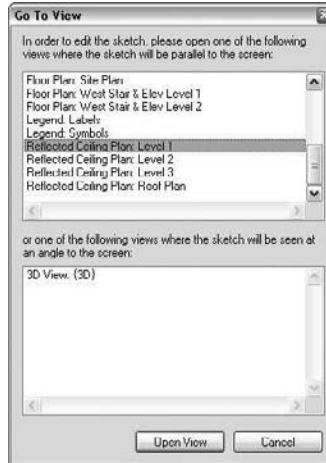 Go To View
In order to edit the sketch, please open one of the following
views where the sketch will be parallel to the screen:
Floor Plan: Site Plan
Floor Plan: West Stair & Elev Level 1
Floor Plan: West Stair & Elev Level 2
Legend: Labels
Legend: Symbols
Reflected Ceiling Plan: Level 1
Reflected Ceiling Plan: Level 2
Reflected Ceiling Plan: Level 3
Reflected Ceiling Plan: Roof Plan
or one of the following views where the sketch will be seen at
an angle to the screen:
3D View: {3D}
Open View
Cancel